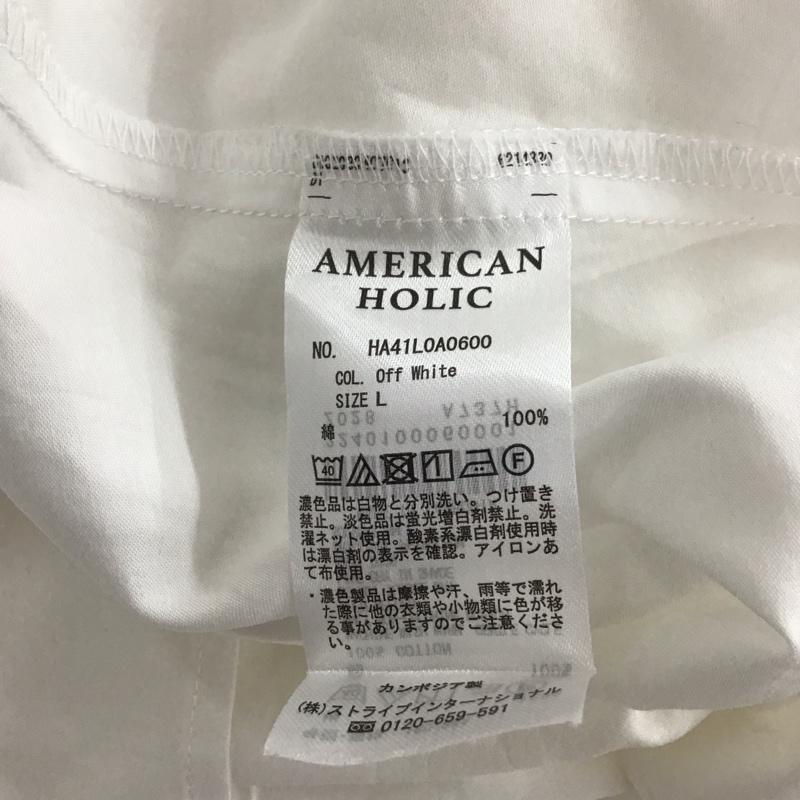 AMERICAN
HOLIC
NO. HA41L0A0600
COL. Off White
SIZE L
綿 100%
40 F
濃色品は白物と分別洗い。つけ置き
禁止。淡色品は蛍光増白剤禁止。洗
濯ネット使用。酸素系漂白剤使用時
は漂白剤の表示を確認。アイロンあ
て布使用。
・濃色製品は摩擦や汗、雨等で濡れ
た際に他の衣類や小物類に色が移
る事がありますのでご注意くださ
い。
カンボジア製
(株)ストライプインターナショナル
0120-659-591